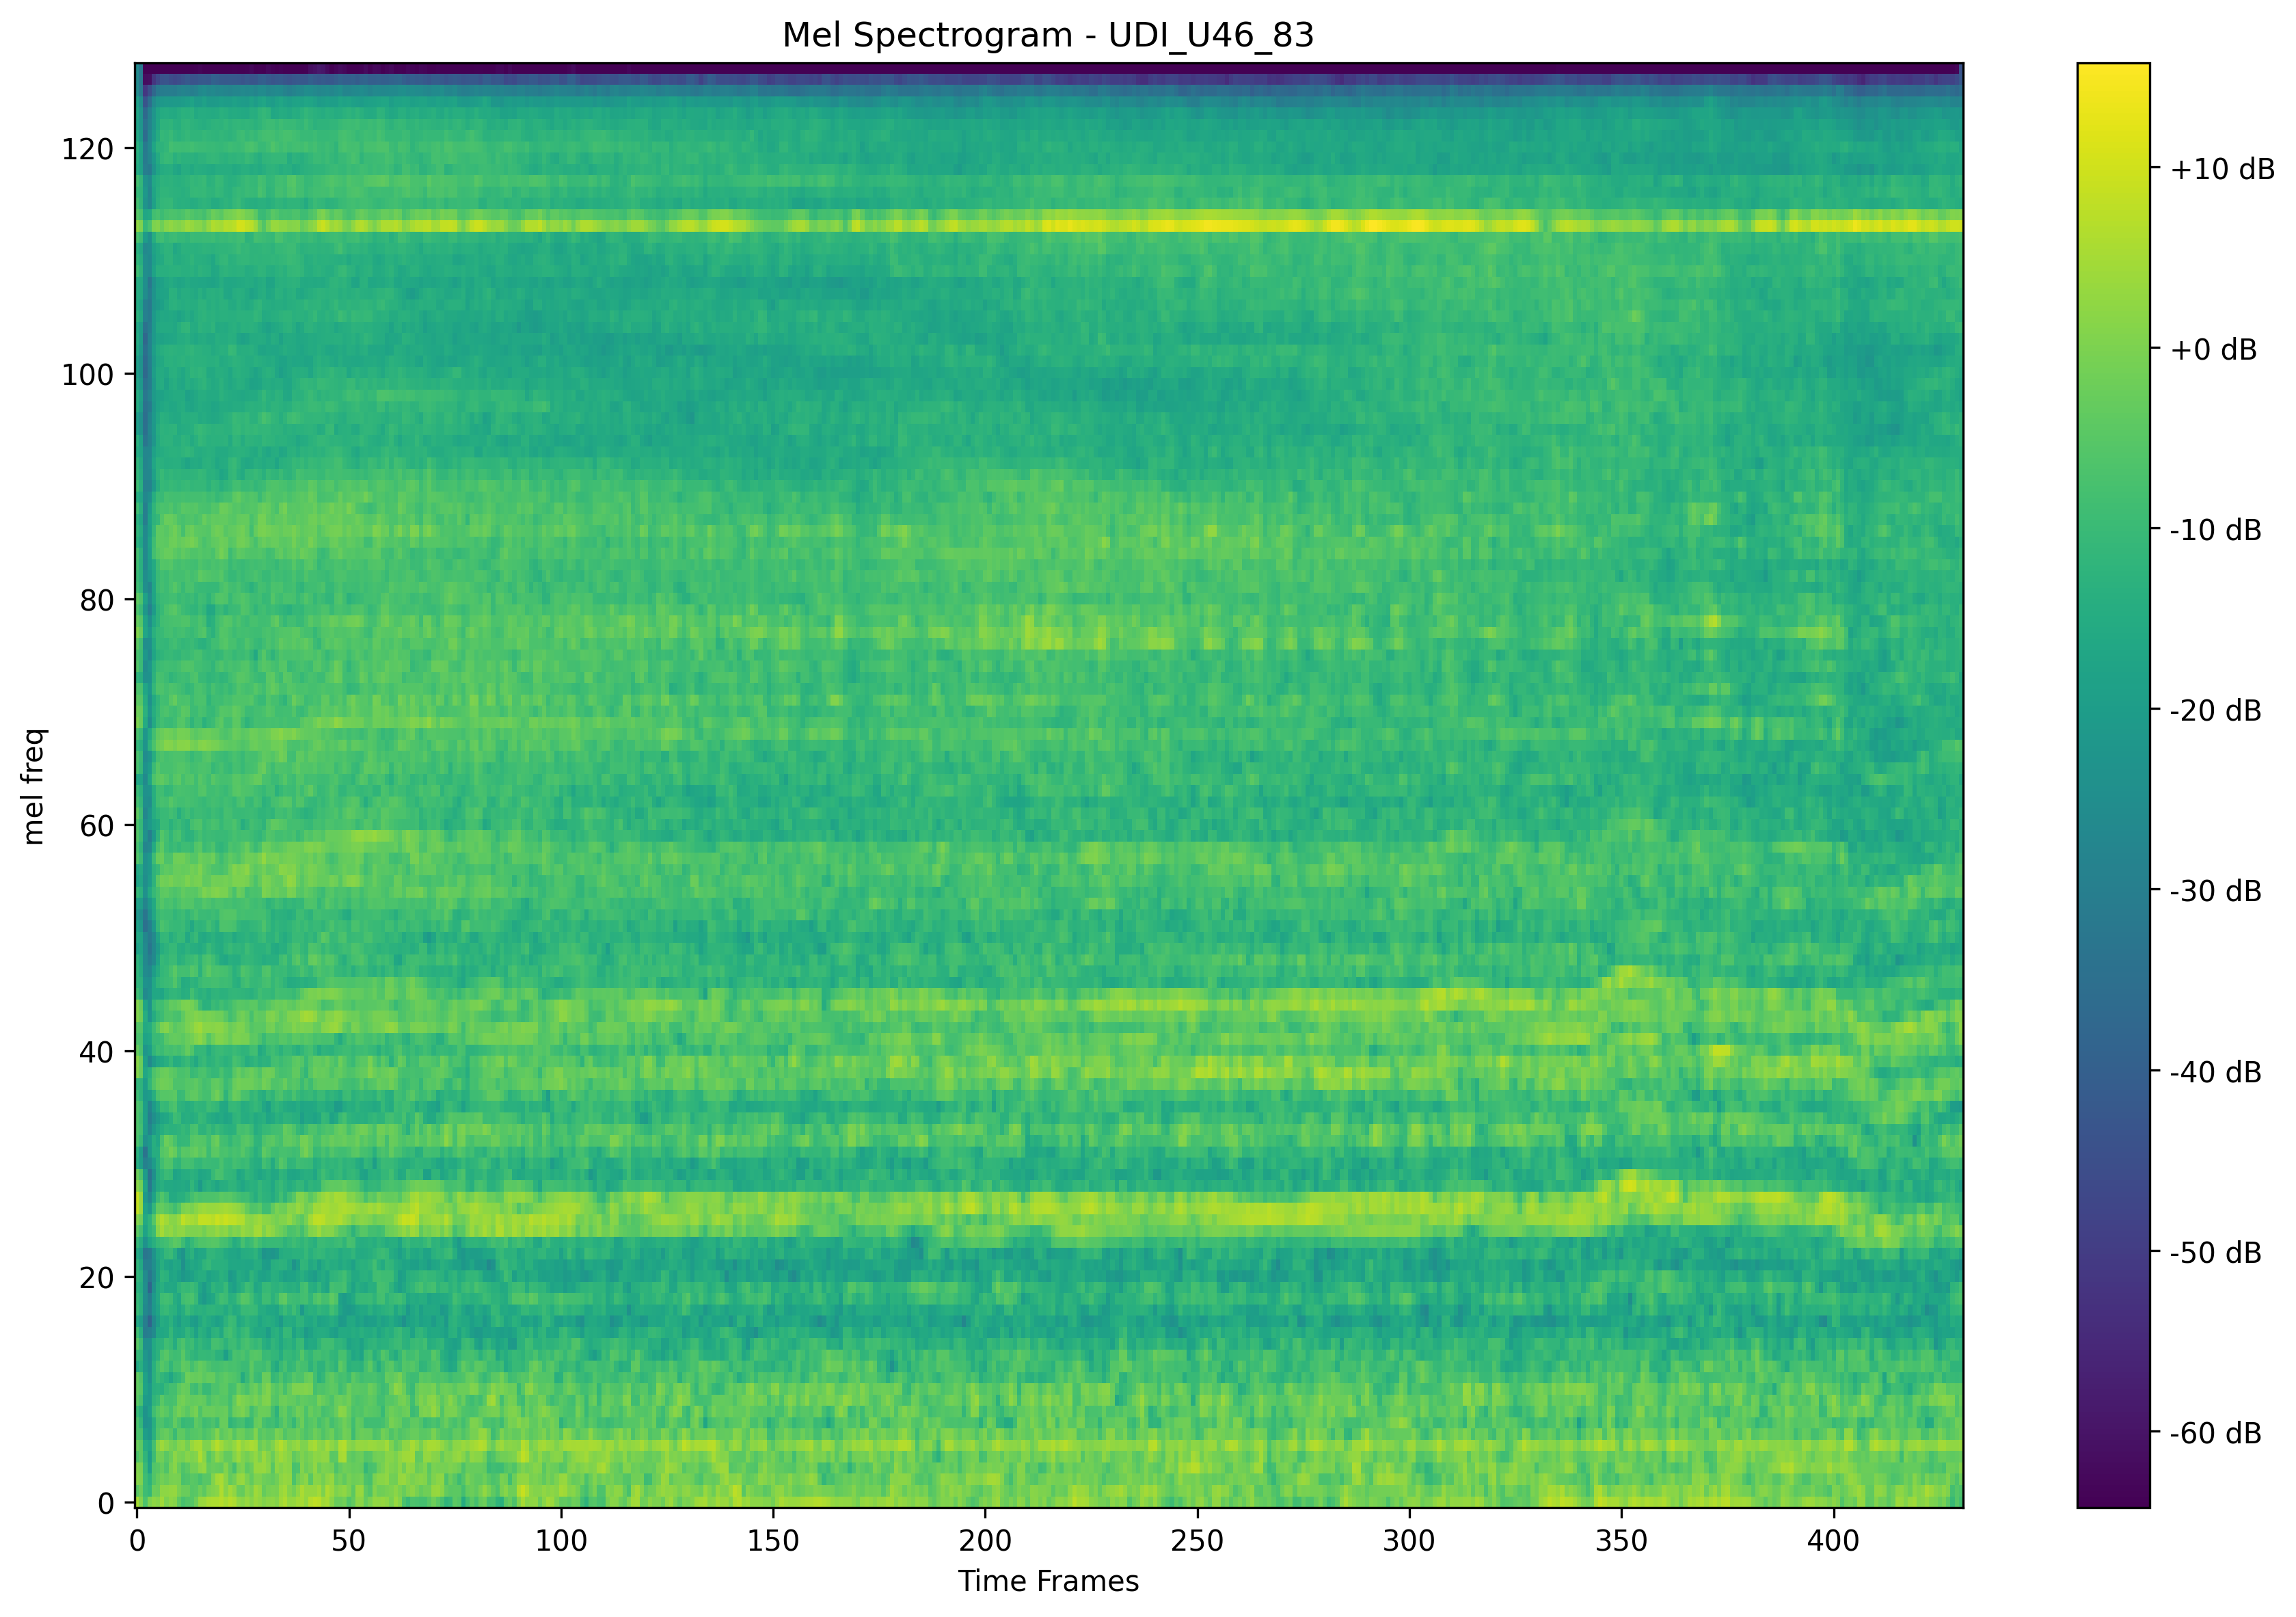 Mel Spectrogram - UDI_U46_83
mel freq
120
100
80
60
40
20
0
0 50 100 150 200 250 300 350 400
Time Frames
+10 dB
+0 dB
-10 dB
-20 dB
-30 dB
-40 dB
-50 dB
-60 dB